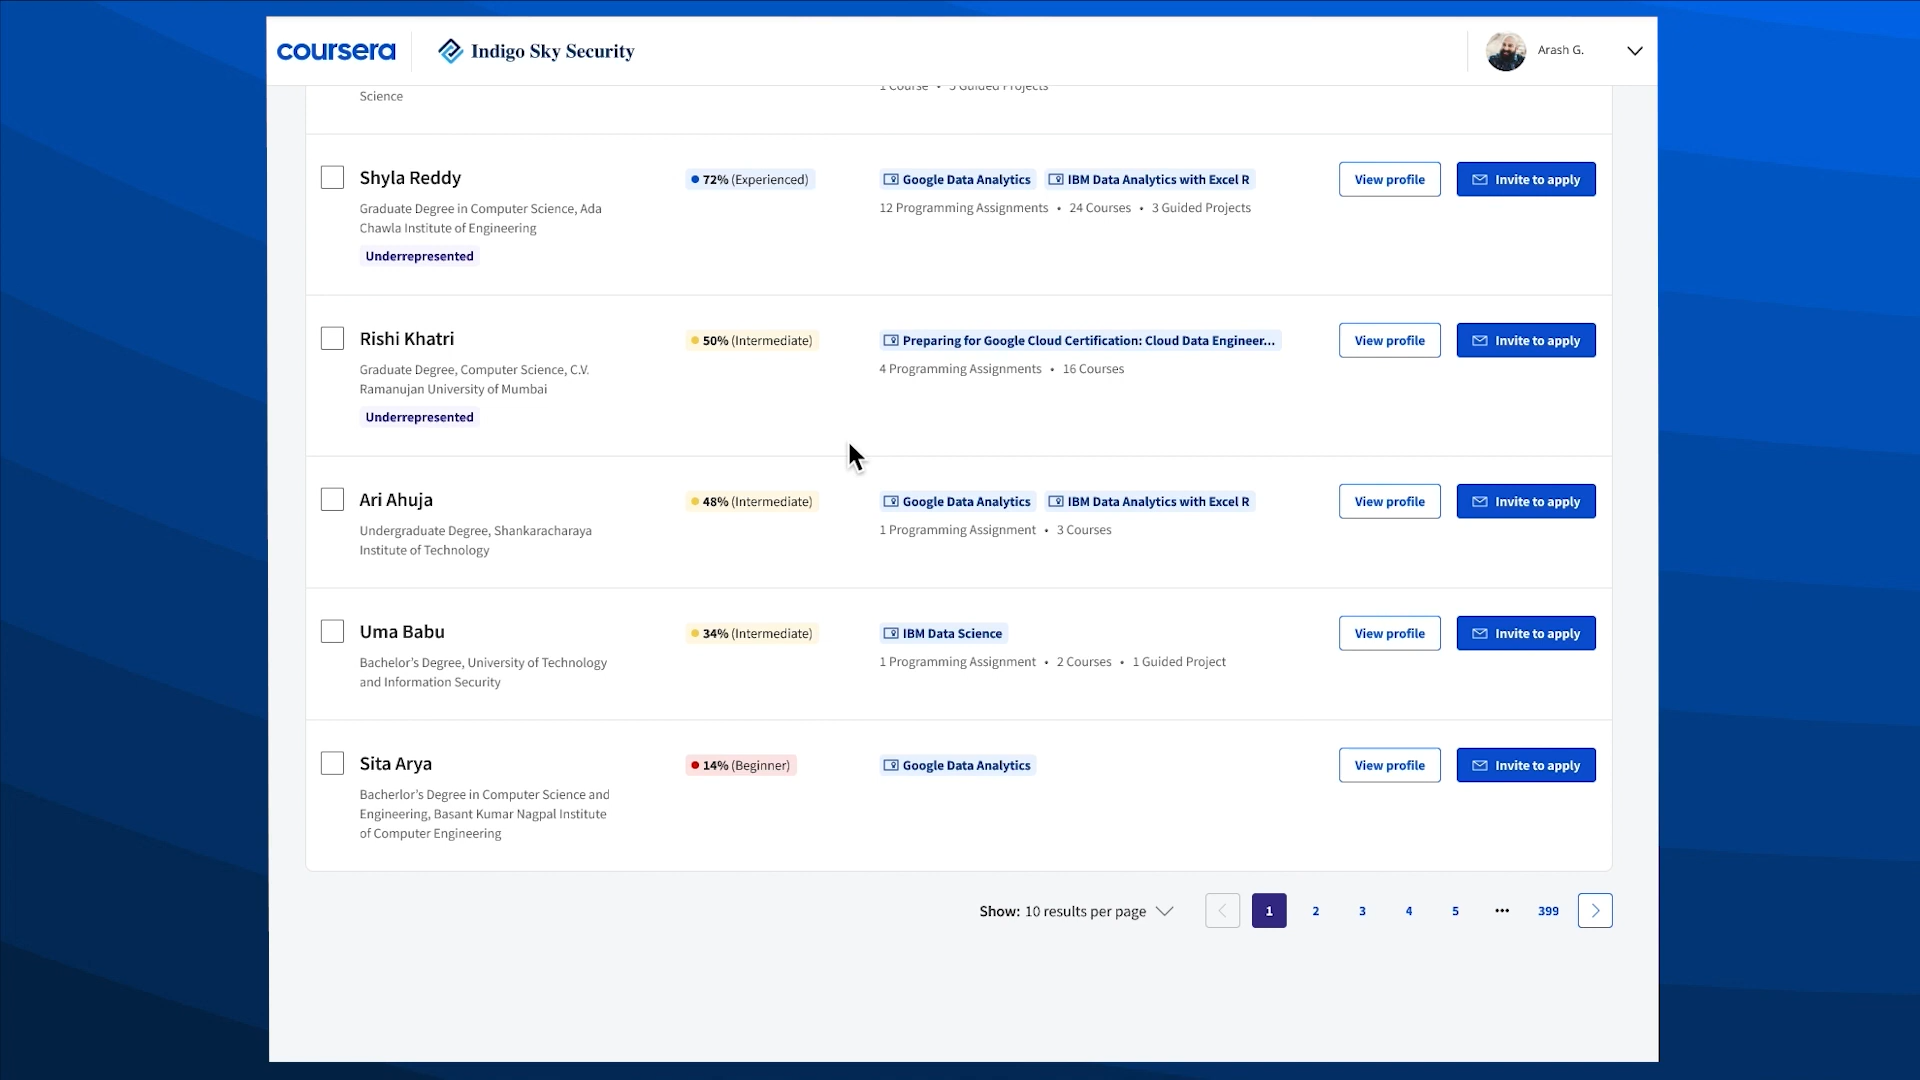 coursera
Indigo Sky Security
Arash G.
Science
1 Course • 3 Guided Projects
Shyla Reddy
72% (Experienced)
Google Data Analytics
IBM Data Analytics with Excel R
View profile
Invite to apply
Graduate Degree in Computer Science, Ada
Chawla Institute of Engineering
12 Programming Assignments • 24 Courses • 3 Guided Projects
Underrepresented
Rishi Khatri
50% (Intermediate)
Preparing for Google Cloud Certification: Cloud Data Engineer...
View profile
Invite to apply
Graduate Degree, Computer Science, C.V.
Ramanujan University of Mumbai
4 Programming Assignments • 16 Courses
Underrepresented
Ari Ahuja
48% (Intermediate)
Google Data Analytics
IBM Data Analytics with Excel R
View profile
Invite to apply
Undergraduate Degree, Shankaracharaya
Institute of Technology
1 Programming Assignment • 3 Courses
Uma Babu
34% (Intermediate)
IBM Data Science
View profile
Invite to apply
Bachelor's Degree, University of Technology
and Information Security
1 Programming Assignment • 2 Courses • 1 Guided Project
Sita Arya
14% (Beginner)
Google Data Analytics
View profile
Invite to apply
Bacherlor's Degree in Computer Science and
Engineering, Basant Kumar Nagpal Institute
of Computer Engineering
Show: 10 results per page
1 2 3 4 5 ••• 399